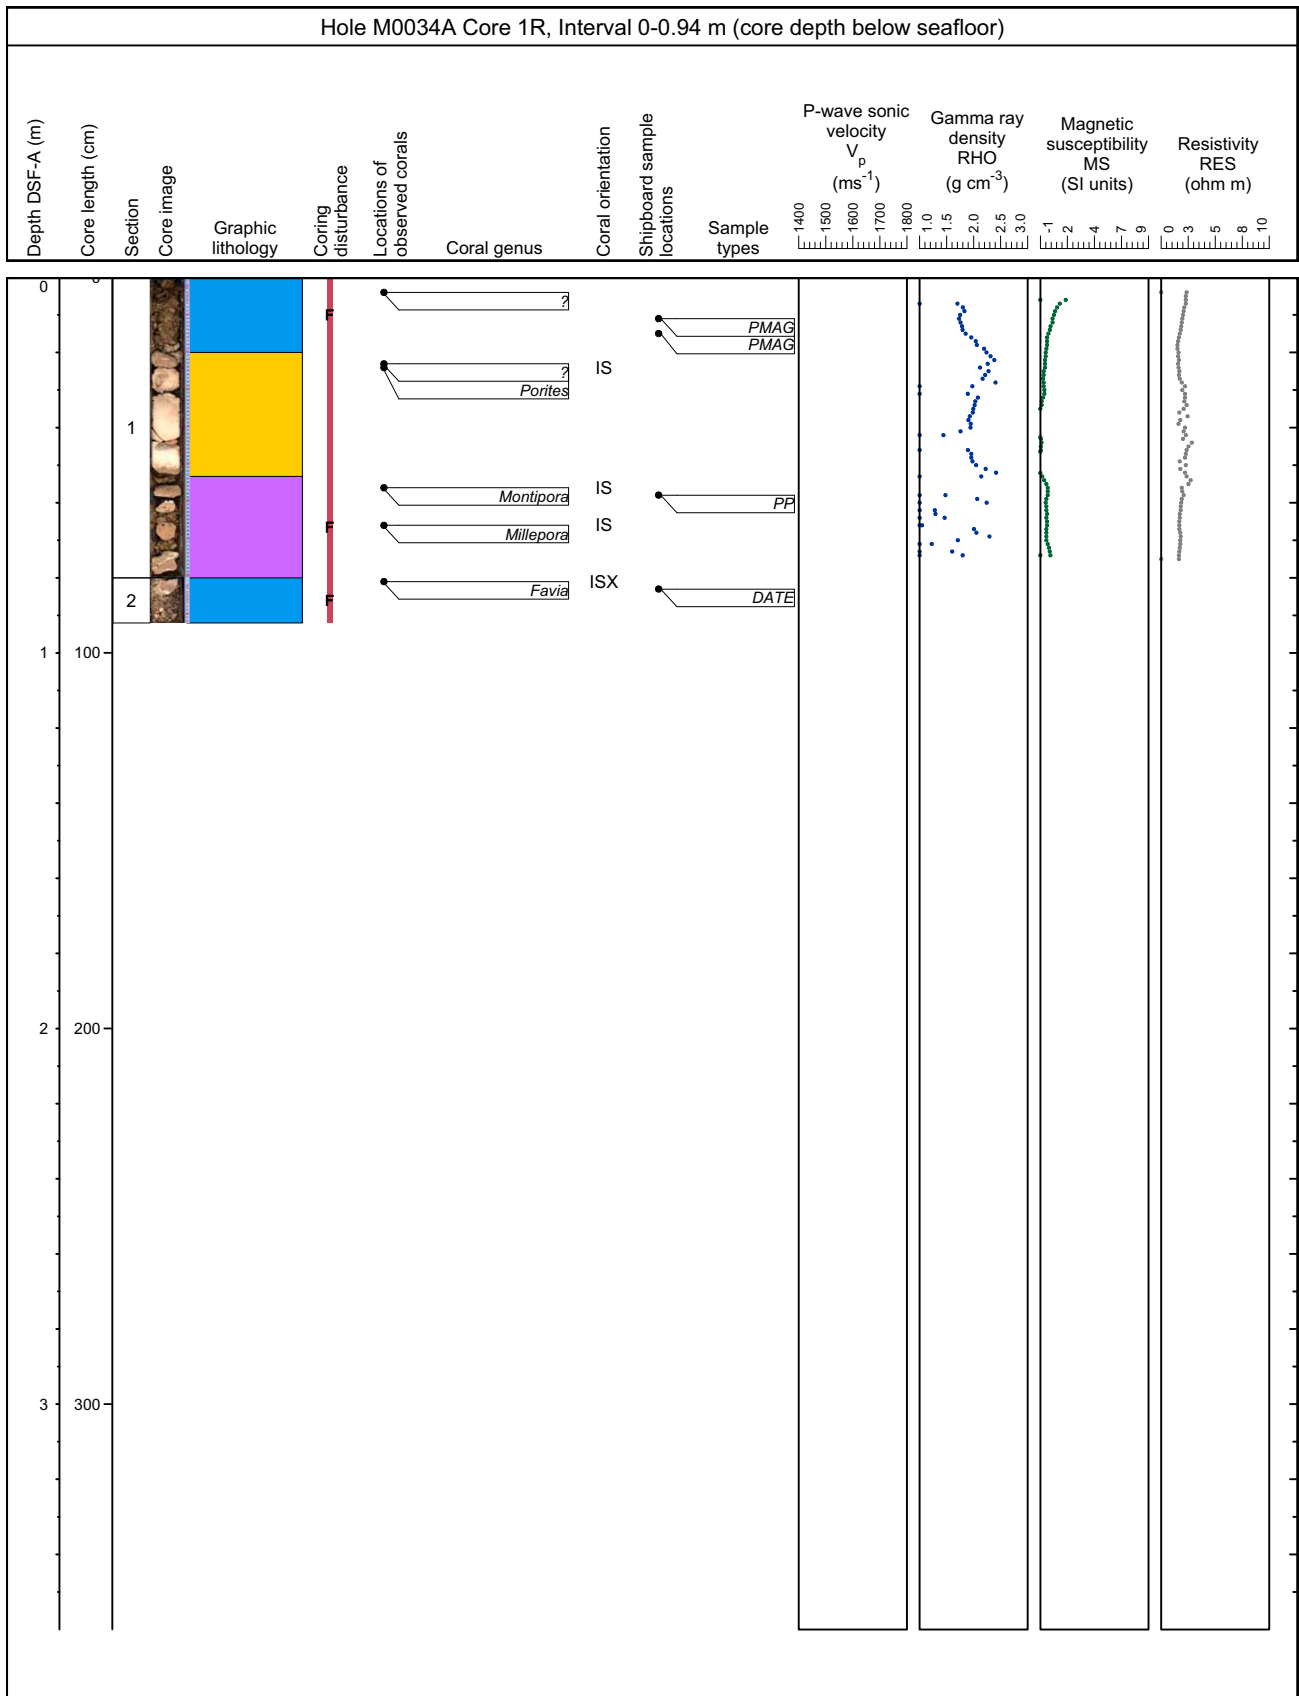 Hole M0034A Core 1R, Interval 0-0.94 m (core depth below seafloor)
Depth DSF-A (m)
Core length (cm)
Section
Core image
Graphic
lithology
Coring
disturbance
Locations of
observed corals
Coral genus
Coral orientation
Shipboard sample
locations
Sample
types
P-wave sonic
velocity
Vp
(ms-1)
1400 1500 1600 1700 1800
Gamma ray
density
RHO
(g cm-3)
1.0 1.5 2.0 2.5 3.0
Magnetic
susceptibility
MS
(SI units)
-1 2 4 7 9
Resistivity
RES
(ohm m)
0 3 5 8 10
0 0
?
F
PMAG
PMAG
? IS
Porites
1
Montipora IS
PP
F
Millepora IS
Favia ISX
DATE
2
F
1 100
2 200
3 300